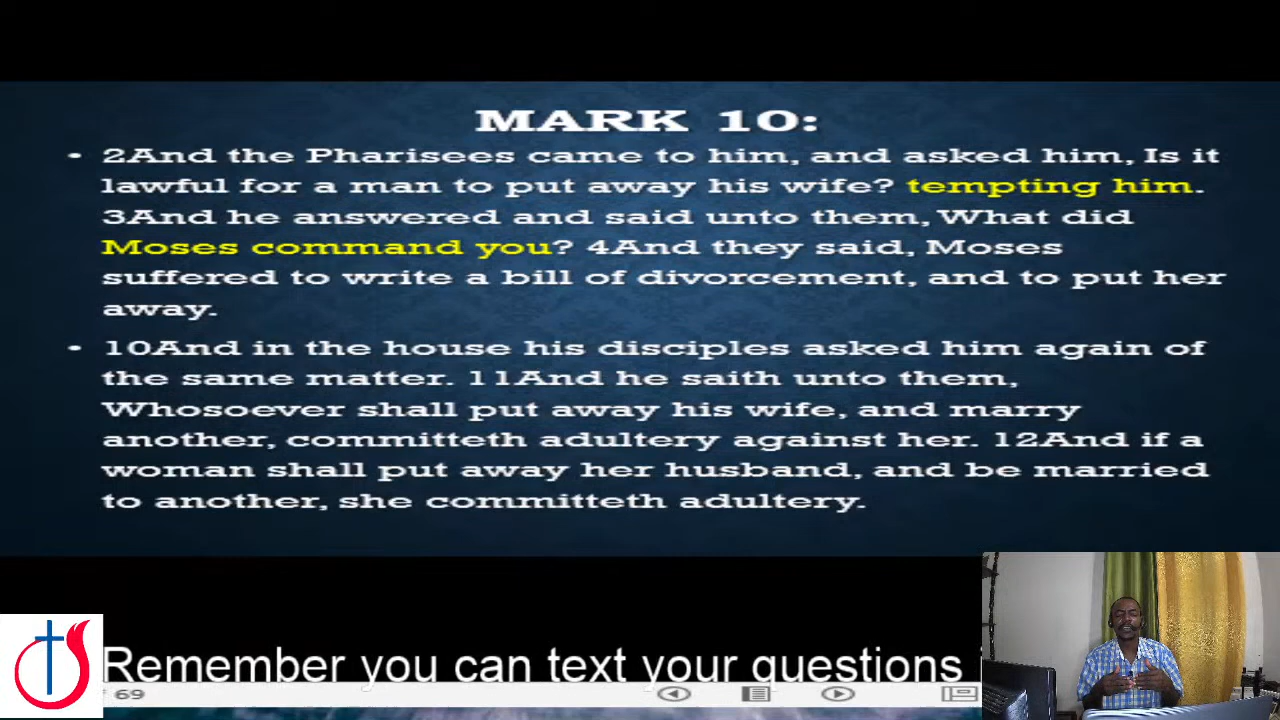 MARK 10:
• 2And the Pharisees came to him, and asked him, Is it
lawful for a man to put away his wife? tempting him.
3And he answered and said unto them, What did
Moses command you? 4And they said, Moses
suffered to write a bill of divorcement, and to put her
away.
• 10And in the house his disciples asked him again of
the same matter. 11And he saith unto them,
Whosoever shall put away his wife, and marry
another, committeth adultery against her. 12And if a
woman shall put away her husband, and be married
to another, she committeth adultery.
Remember you can text your questions
69